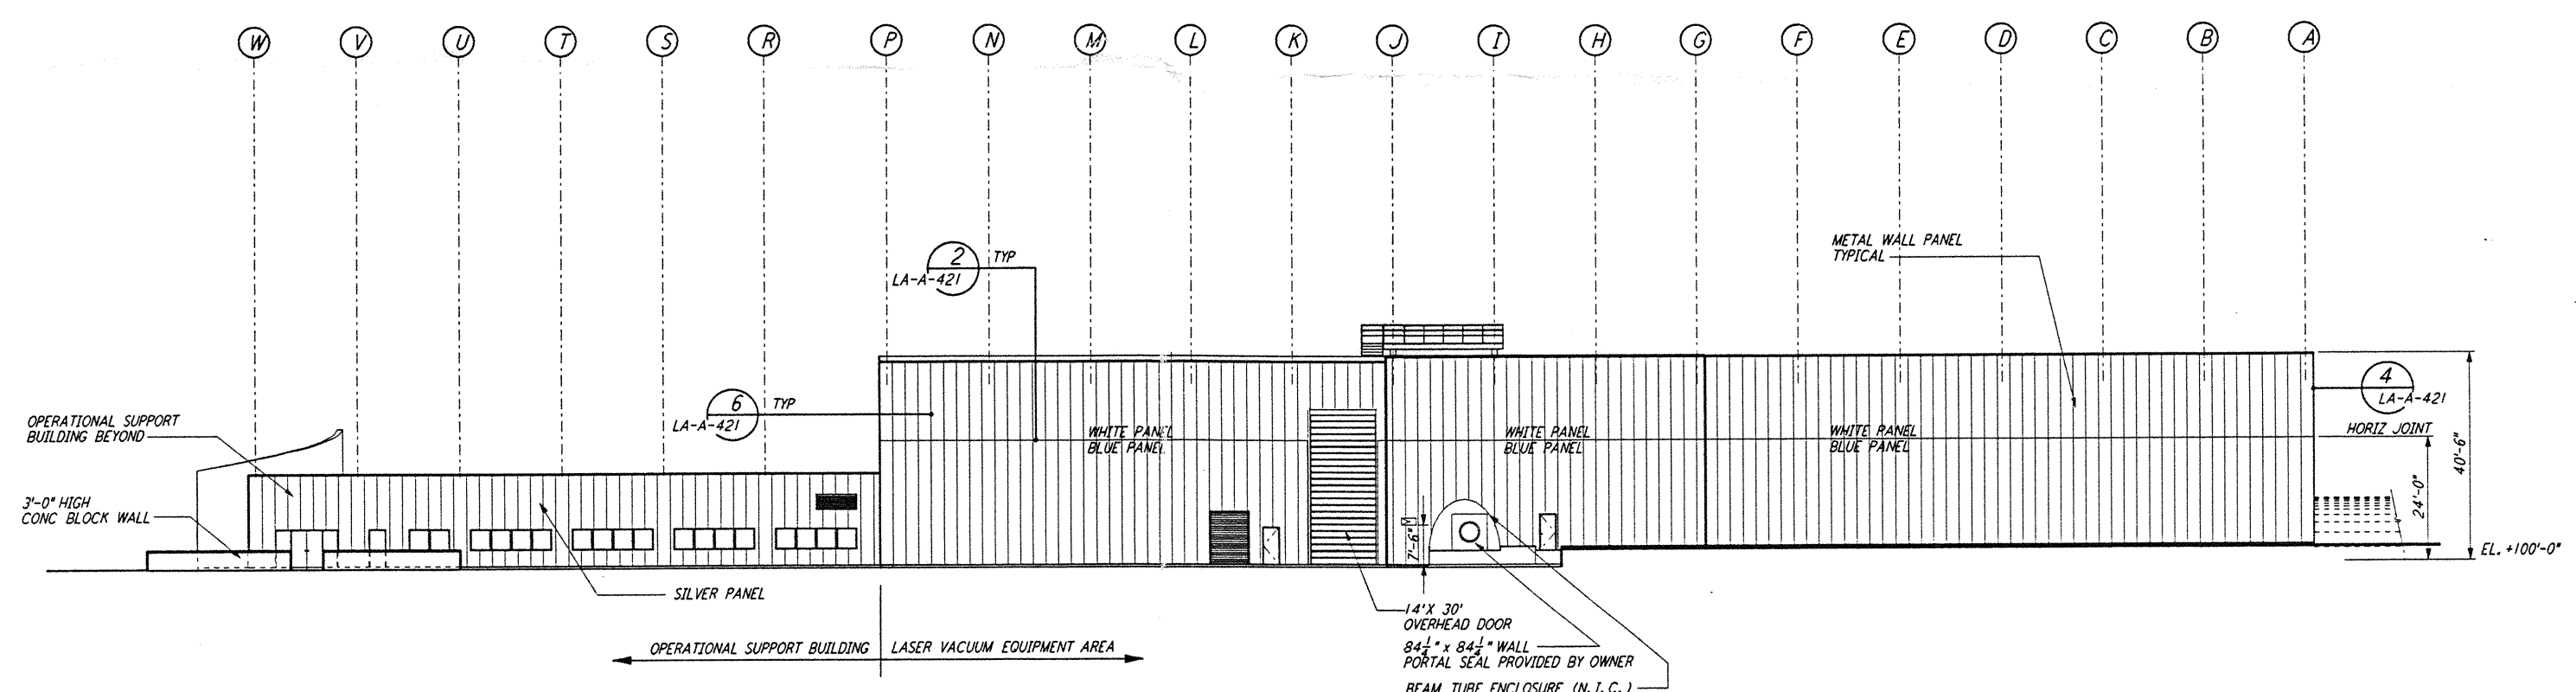 W V U T S R P N M L K J I H G F E D C B A
METAL WALL PANEL
TYPICAL
2
TYP
LA-A-421
6
TYP
LA-A-421
4
LA-A-421
OPERATIONAL SUPPORT
BUILDING BEYOND
WHITE PANEL
BLUE PANEL
WHITE PANEL
BLUE PANEL
WHITE PANEL
BLUE PANEL
HORIZ JOINT
40'-6"
24'-0"
3'-0" HIGH
CONC BLOCK WALL
7'-6"
EL. +100'-0"
SILVER PANEL
14'X 30'
OVERHEAD DOOR
84¼" x 84¼" WALL
PORTAL SEAL PROVIDED BY OWNER
BEAM TUBE ENCLOSURE (N.I.C.)
OPERATIONAL SUPPORT BUILDING
LASER VACUUM EQUIPMENT AREA